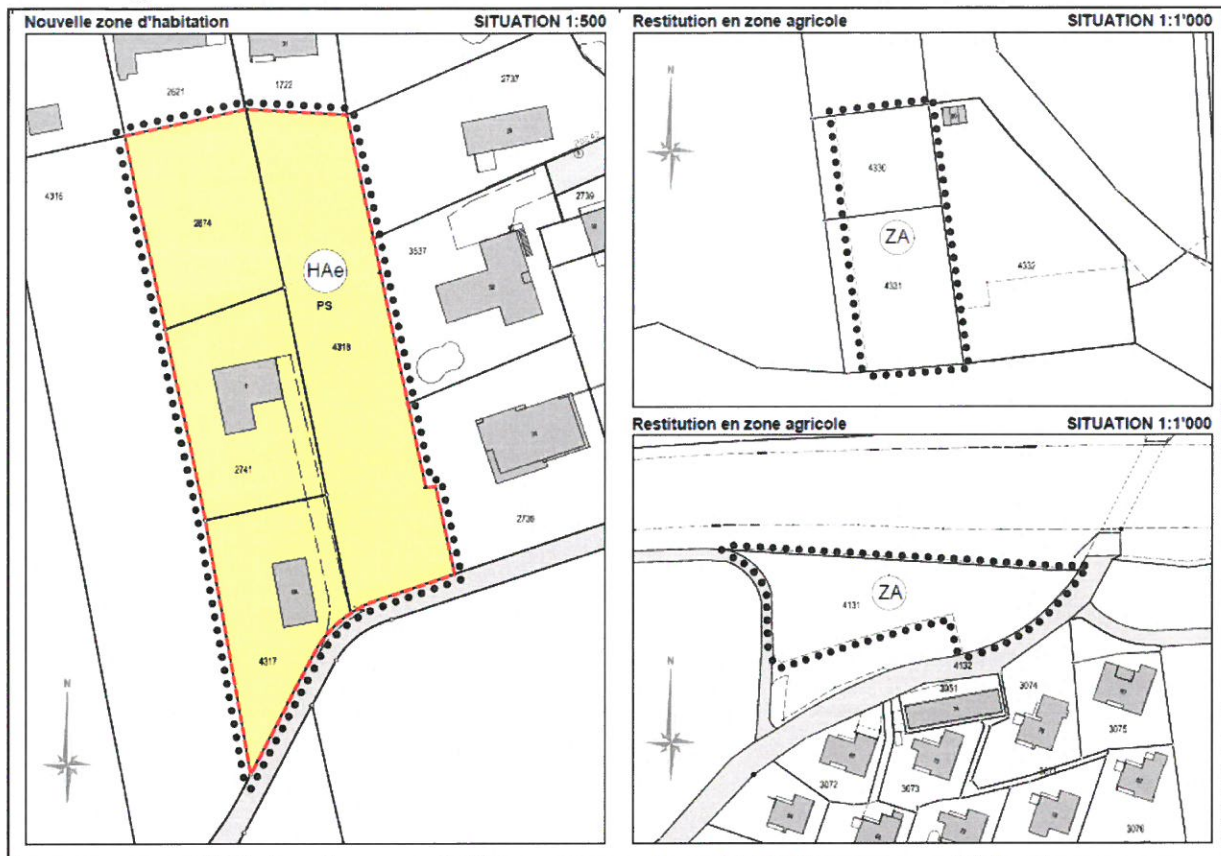 Nouvelle zone d'habitation SITUATION 1:500
2621
1722
2737
4316
2739
2874
3537
HAe
PS
4318
2741
2736
4317
N
Restitution en zone agricole SITUATION 1:1'000
N
4330
ZA
4331
4332
Restitution en zone agricole SITUATION 1:1'000
4131
ZA
4132
3051
3074
3075
N
3072
3073
3076